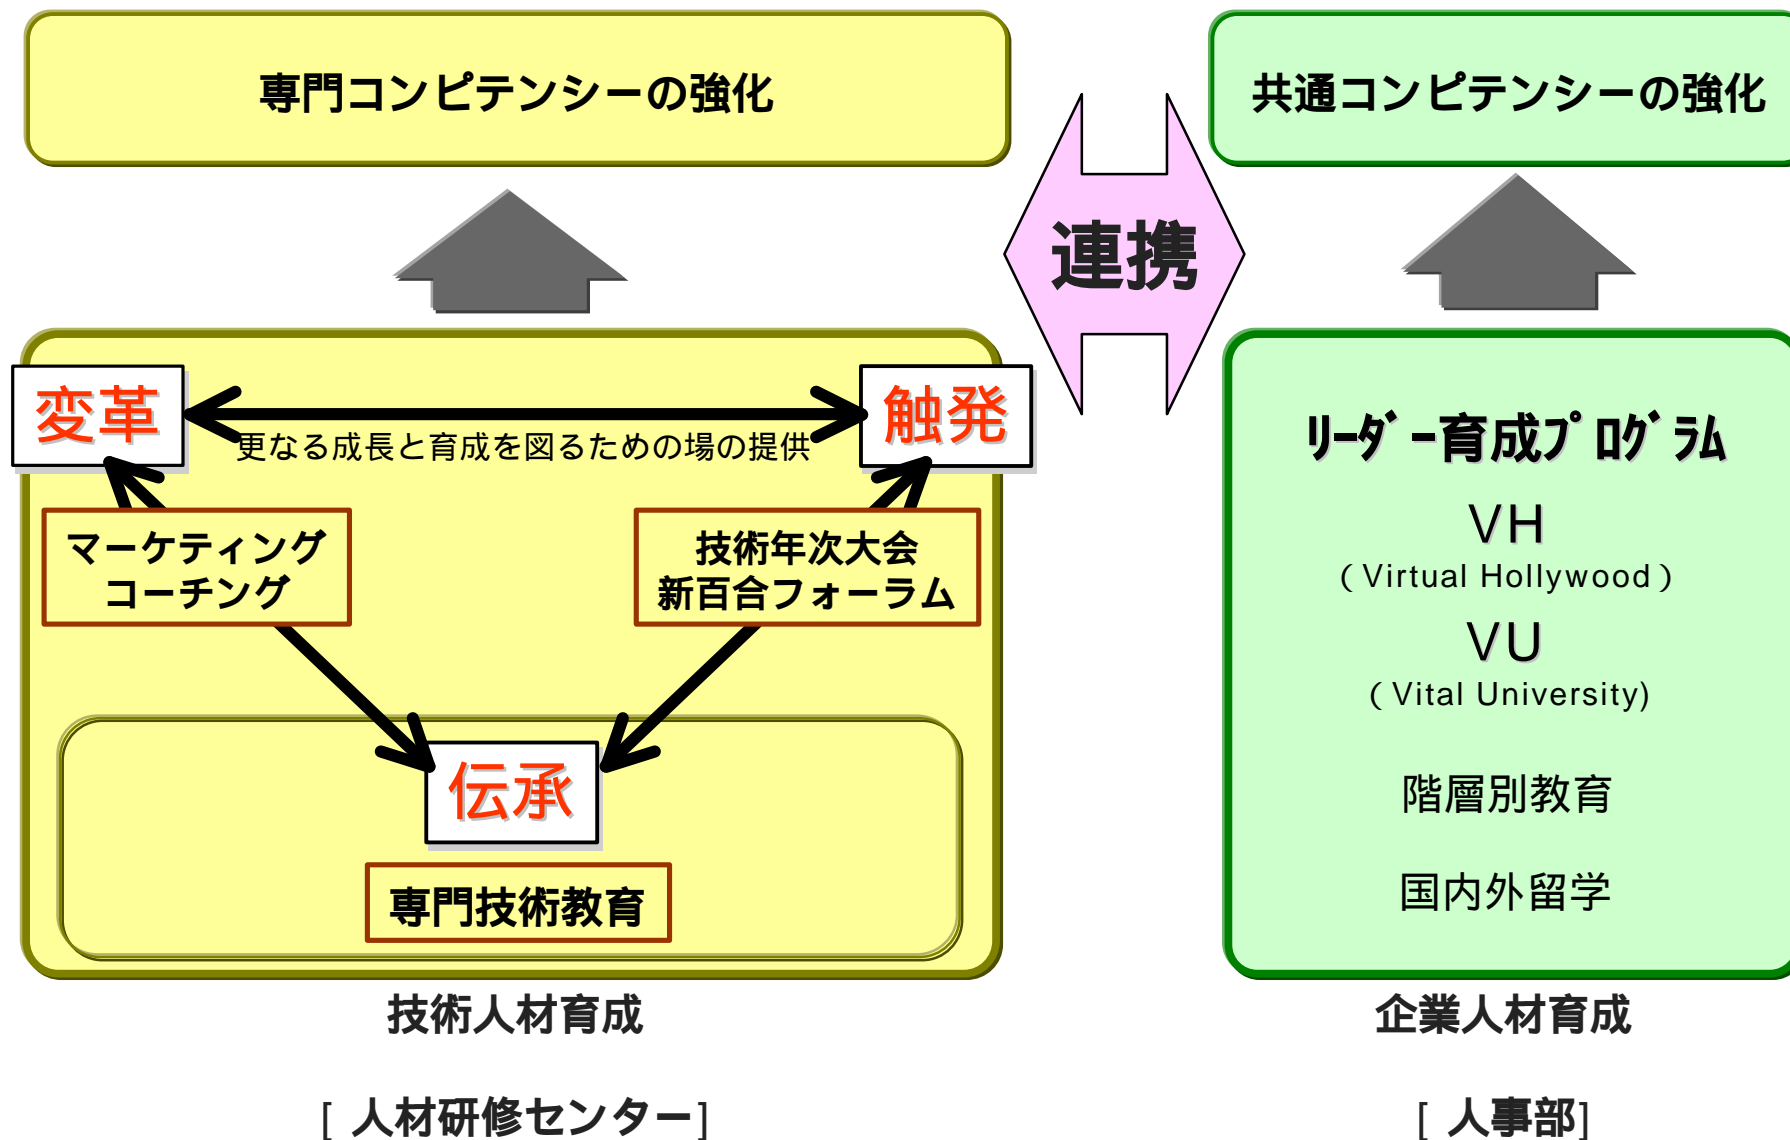 専門コンピテンシーの強化
共通コンピテンシーの強化
連携
変革
触発
更なる成長と育成を図るための場の提供
マーケティング
コーチング
技術年次大会
新百合フォーラム
伝承
専門技術教育
技術人材育成
[ 人材研修センター]
ﾘｰﾀﾞｰ育成ﾌﾟﾛｸﾞﾗﾑ
VH
（Virtual Hollywood）
VU
（Vital University)
階層別教育
国内外留学
企業人材育成
[ 人事部]